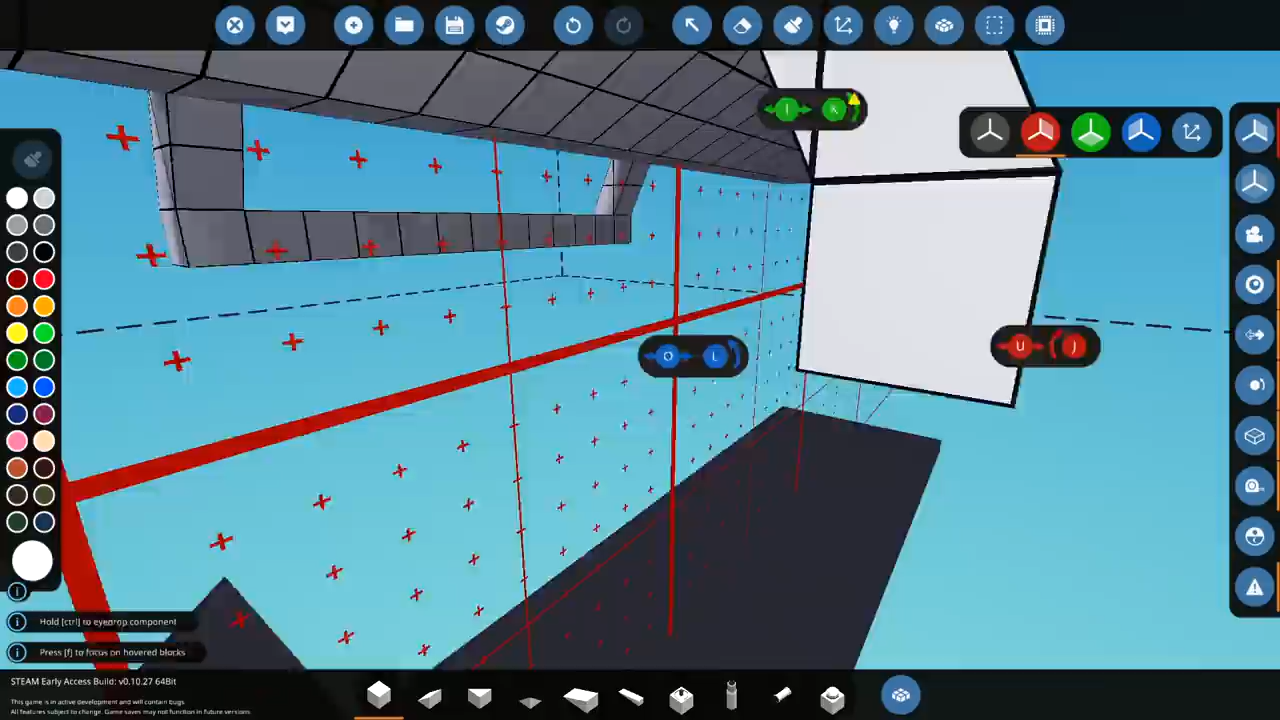 I K
U J
O L
Hold [ctrl] to eyedrop component
Press [f] to focus on hovered blocks
STEAM Early Access Build: v0.10.27 64Bit
This game is in active development and will contain bugs.
All features subject to change. Game saves may not function in future versions.